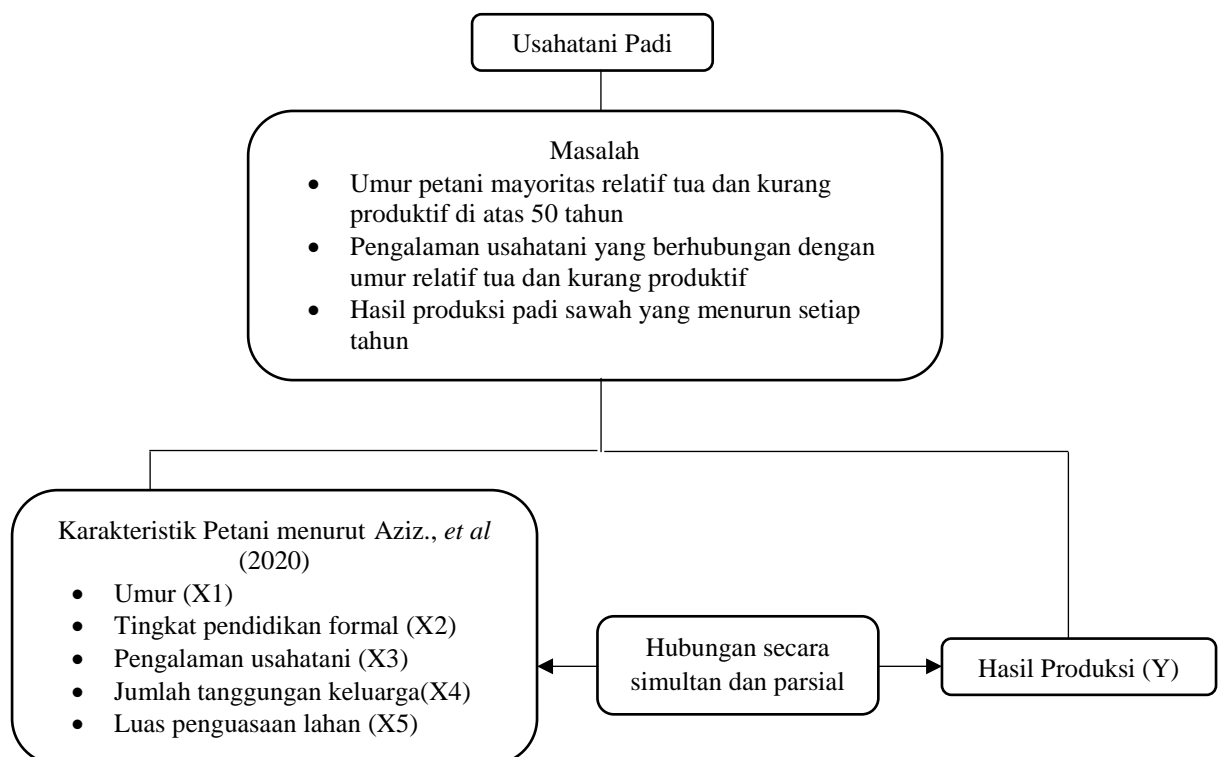 Usahatani Padi
Masalah
• Umur petani mayoritas relatif tua dan kurang
produktif di atas 50 tahun
• Pengalaman usahatani yang berhubungan dengan
umur relatif tua dan kurang produktif
• Hasil produksi padi sawah yang menurun setiap
tahun
Karakteristik Petani menurut Aziz., et al
(2020)
• Umur (X1)
• Tingkat pendidikan formal (X2)
• Pengalaman usahatani (X3)
• Jumlah tanggungan keluarga(X4)
• Luas penguasaan lahan (X5)
Hubungan secara
simultan dan parsial
Hasil Produksi (Y)